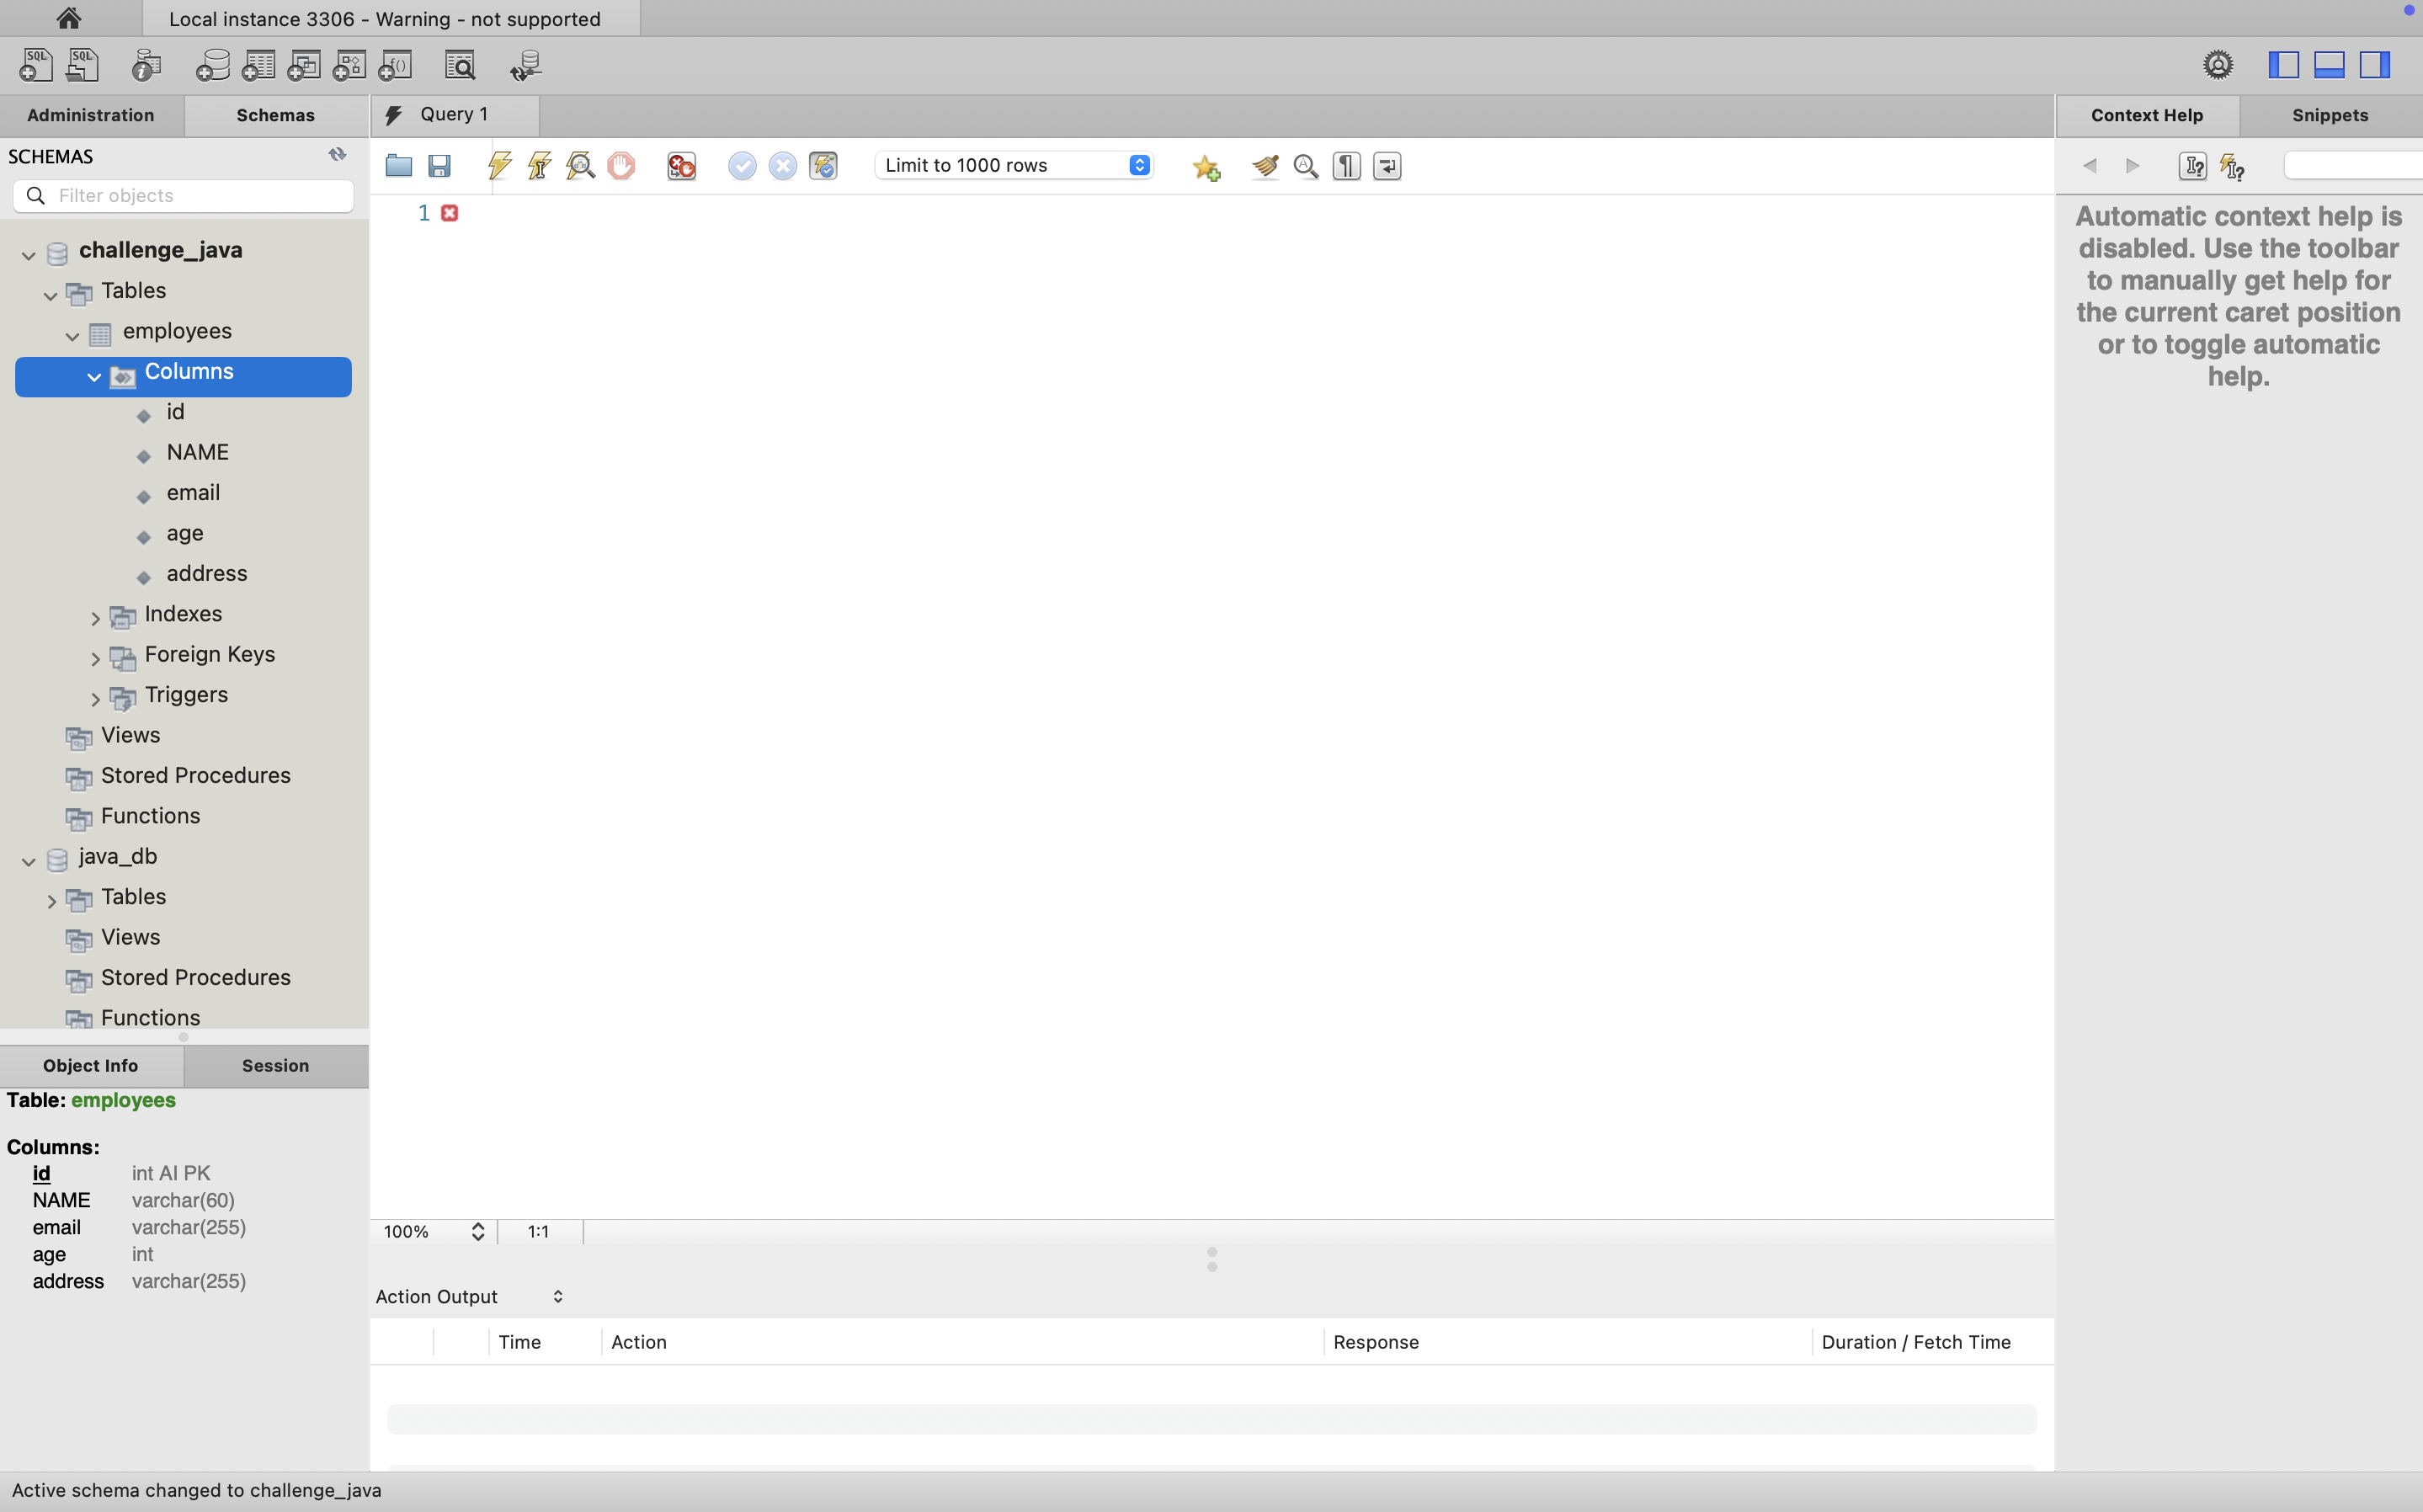 Local instance 3306 - Warning - not supported
SQL
SQL
Administration
Schemas
Query 1
Context Help
Snippets
SCHEMAS
Limit to 1000 rows
Filter objects
1
Automatic context help is
disabled. Use the toolbar
to manually get help for
the current caret position
or to toggle automatic
help.
challenge_java
Tables
employees
Columns
id
NAME
email
age
address
Indexes
Foreign Keys
Triggers
Views
Stored Procedures
Functions
java_db
Tables
Views
Stored Procedures
Functions
Object Info
Session
Table: employees
Columns:
id int AI PK
NAME varchar(60)
email varchar(255)
age int
address varchar(255)
100%
1:1
Action Output
Time
Action
Response
Duration / Fetch Time
Active schema changed to challenge_java